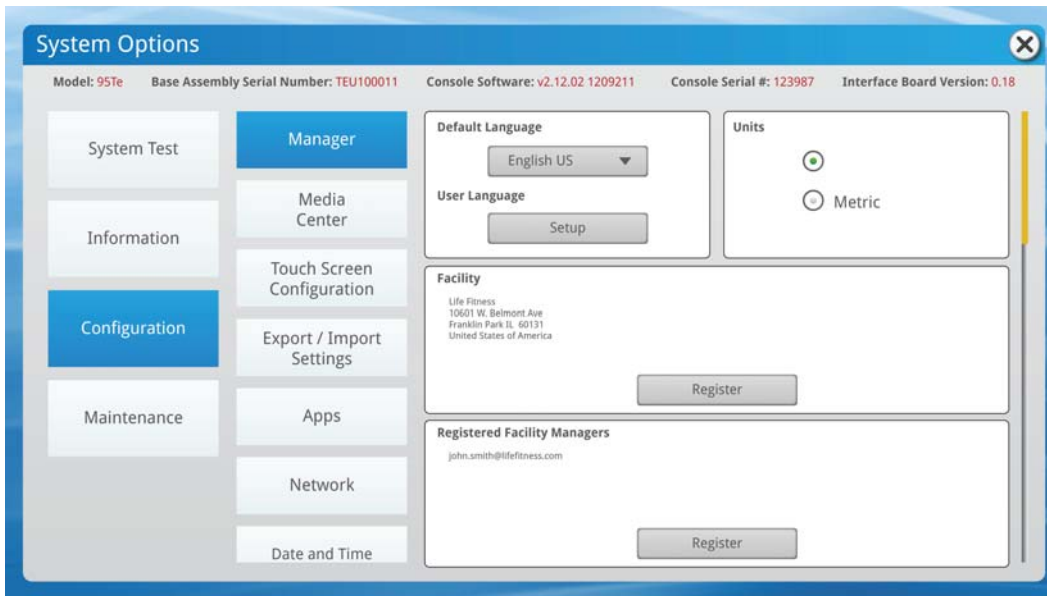 System Options
Model: 95Te Base Assembly Serial Number: TEU100011 Console Software: v2.12.02 1209211 Console Serial #: 123987 Interface Board Version: 0.18
System Test
Information
Configuration
Maintenance
Manager
Media
Center
Touch Screen
Configuration
Export / Import
Settings
Apps
Network
Date and Time
Default Language
English US
User Language
Setup
Units
Metric
Facility
Life Fitness
10601 W. Belmont Ave
Franklin Park IL 60131
United States of America
Register
Registered Facility Managers
john.smith@lifefitness.com
Register